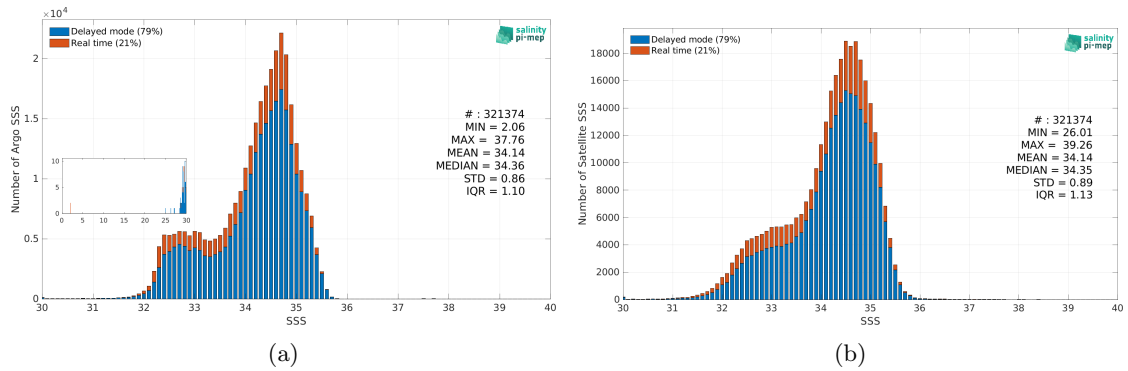 ×10⁴
Delayed mode (79%)
Real time (21%)
salinity
pi-mep
Number of Argo SSS
2
1.5
1
0.5
0
# : 321374
MIN = 2.06
MAX = 37.76
MEAN = 34.14
MEDIAN = 34.36
STD = 0.86
IQR = 1.10
10
5
0
0 5 10 15 20 25 30
30 31 32 33 34 35 36 37 38 39 40
SSS
(a)
Delayed mode (79%)
Real time (21%)
salinity
pi-mep
Number of Satellite SSS
18000
16000
14000
12000
10000
8000
6000
4000
2000
0
# : 321374
MIN = 26.01
MAX = 39.26
MEAN = 34.14
MEDIAN = 34.35
STD = 0.89
IQR = 1.13
30 31 32 33 34 35 36 37 38 39 40
SSS
(b)